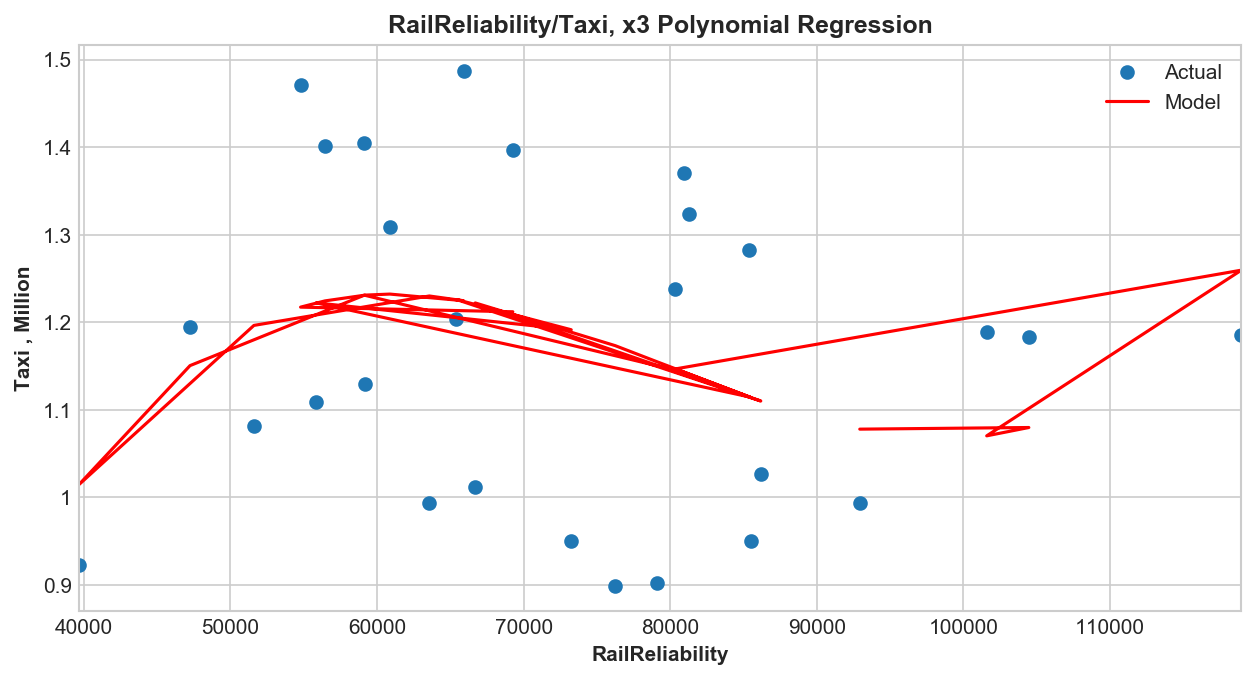 RailReliability/Taxi, x3 Polynomial Regression
1.5
1.4
1.3
1.2
1.1
1
0.9
Taxi , Million
Actual
Model
40000 50000 60000 70000 80000 90000 100000 110000
RailReliability